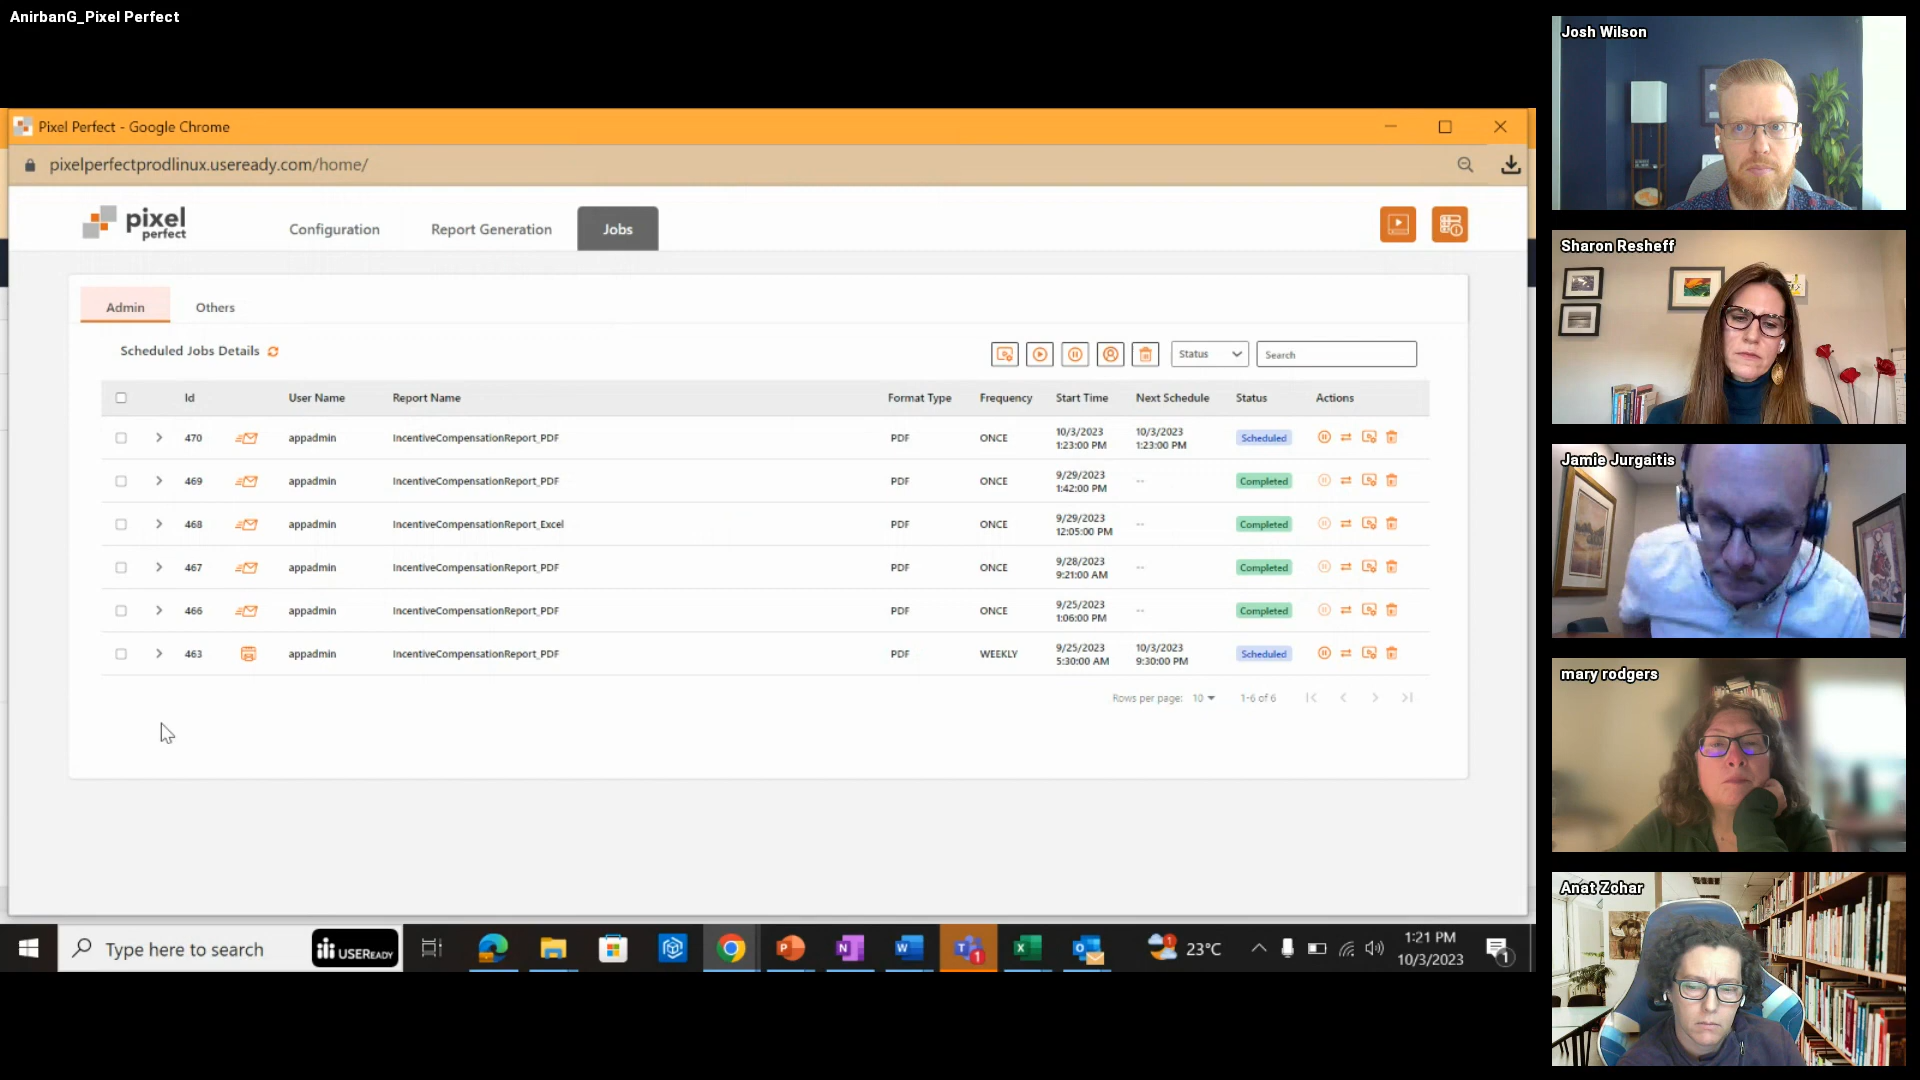 AnirbanG_Pixel Perfect
Josh Wilson
Sharon Resheff
Jamie Jurgaitis
mary rodgers
Anat Zohar
Pixel Perfect - Google Chrome
pixelperfectprodlinux.useready.com/home/
pixel
perfect
Configuration Report Generation Jobs
Admin Others
Scheduled Jobs Details Status Search
Id User Name Report Name Format Type Frequency Start Time Next Schedule Status Actions
470 appadmin IncentiveCompensationReport_PDF PDF ONCE 10/3/2023 1:23:00 PM 10/3/2023 1:23:00 PM Scheduled
469 appadmin IncentiveCompensationReport_PDF PDF ONCE 9/29/2023 1:42:00 PM -- Completed
468 appadmin IncentiveCompensationReport_Excel PDF ONCE 9/29/2023 12:05:00 PM -- Completed
467 appadmin IncentiveCompensationReport_PDF PDF ONCE 9/28/2023 9:21:00 AM -- Completed
466 appadmin IncentiveCompensationReport_PDF PDF ONCE 9/25/2023 1:06:00 PM -- Completed
463 appadmin IncentiveCompensationReport_PDF PDF WEEKLY 9/25/2023 5:30:00 AM 10/3/2023 9:30:00 PM Scheduled
Rows per page: 10 1-6 of 6
Type here to search USEREADY 23°C 1:21 PM
10/3/2023